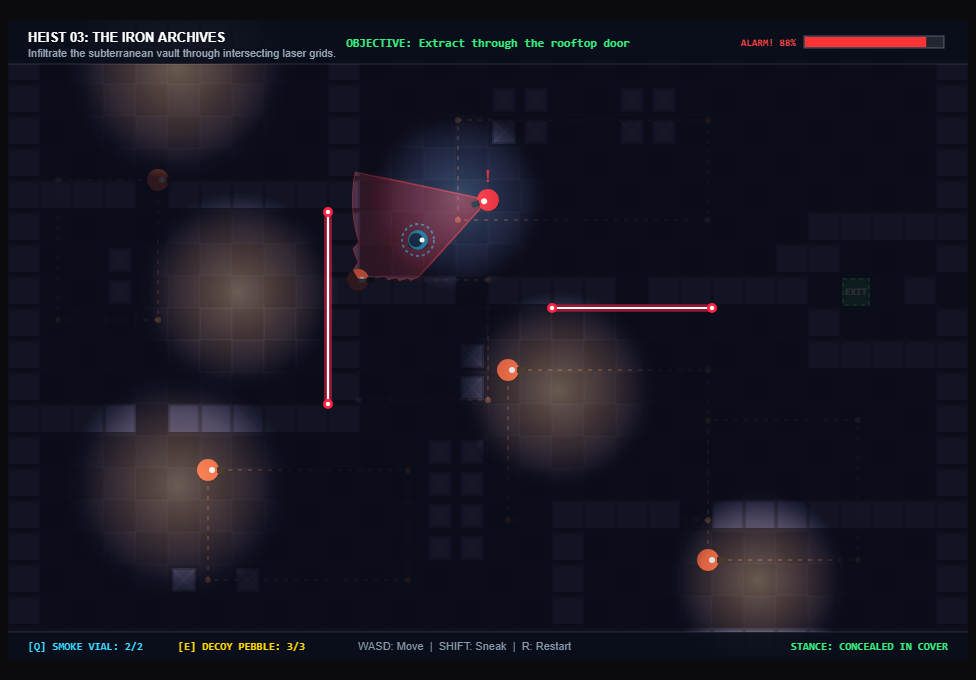 HEIST 03: THE IRON ARCHIVES
Infiltrate the subterranean vault through intersecting laser grids.
OBJECTIVE: Extract through the rooftop door
ALARM! 88%
!
EXIT
[Q] SMOKE VIAL: 2/2
[E] DECOY PEBBLE: 3/3
WASD: Move | SHIFT: Sneak | R: Restart
STANCE: CONCEALED IN COVER